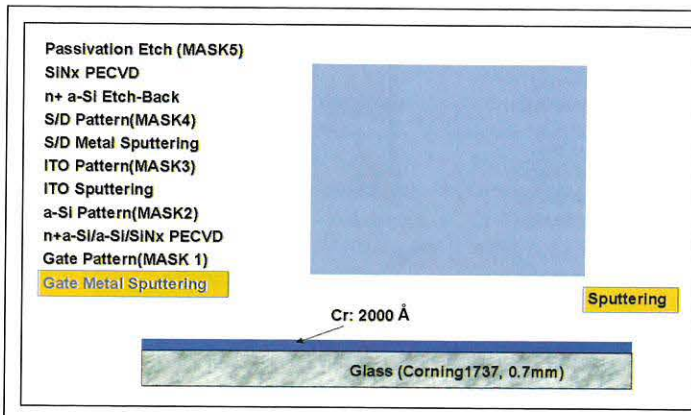 Passivation Etch (MASK5)
SiNx PECVD
n+ a-Si Etch-Back
S/D Pattern(MASK4)
S/D Metal Sputtering
ITO Pattern(MASK3)
ITO Sputtering
a-Si Pattern(MASK2)
n+a-Si/a-Si/SiNx PECVD
Gate Pattern(MASK 1)
Gate Metal Sputtering
Sputtering
Cr: 2000 Å
Glass (Corning1737, 0.7mm)